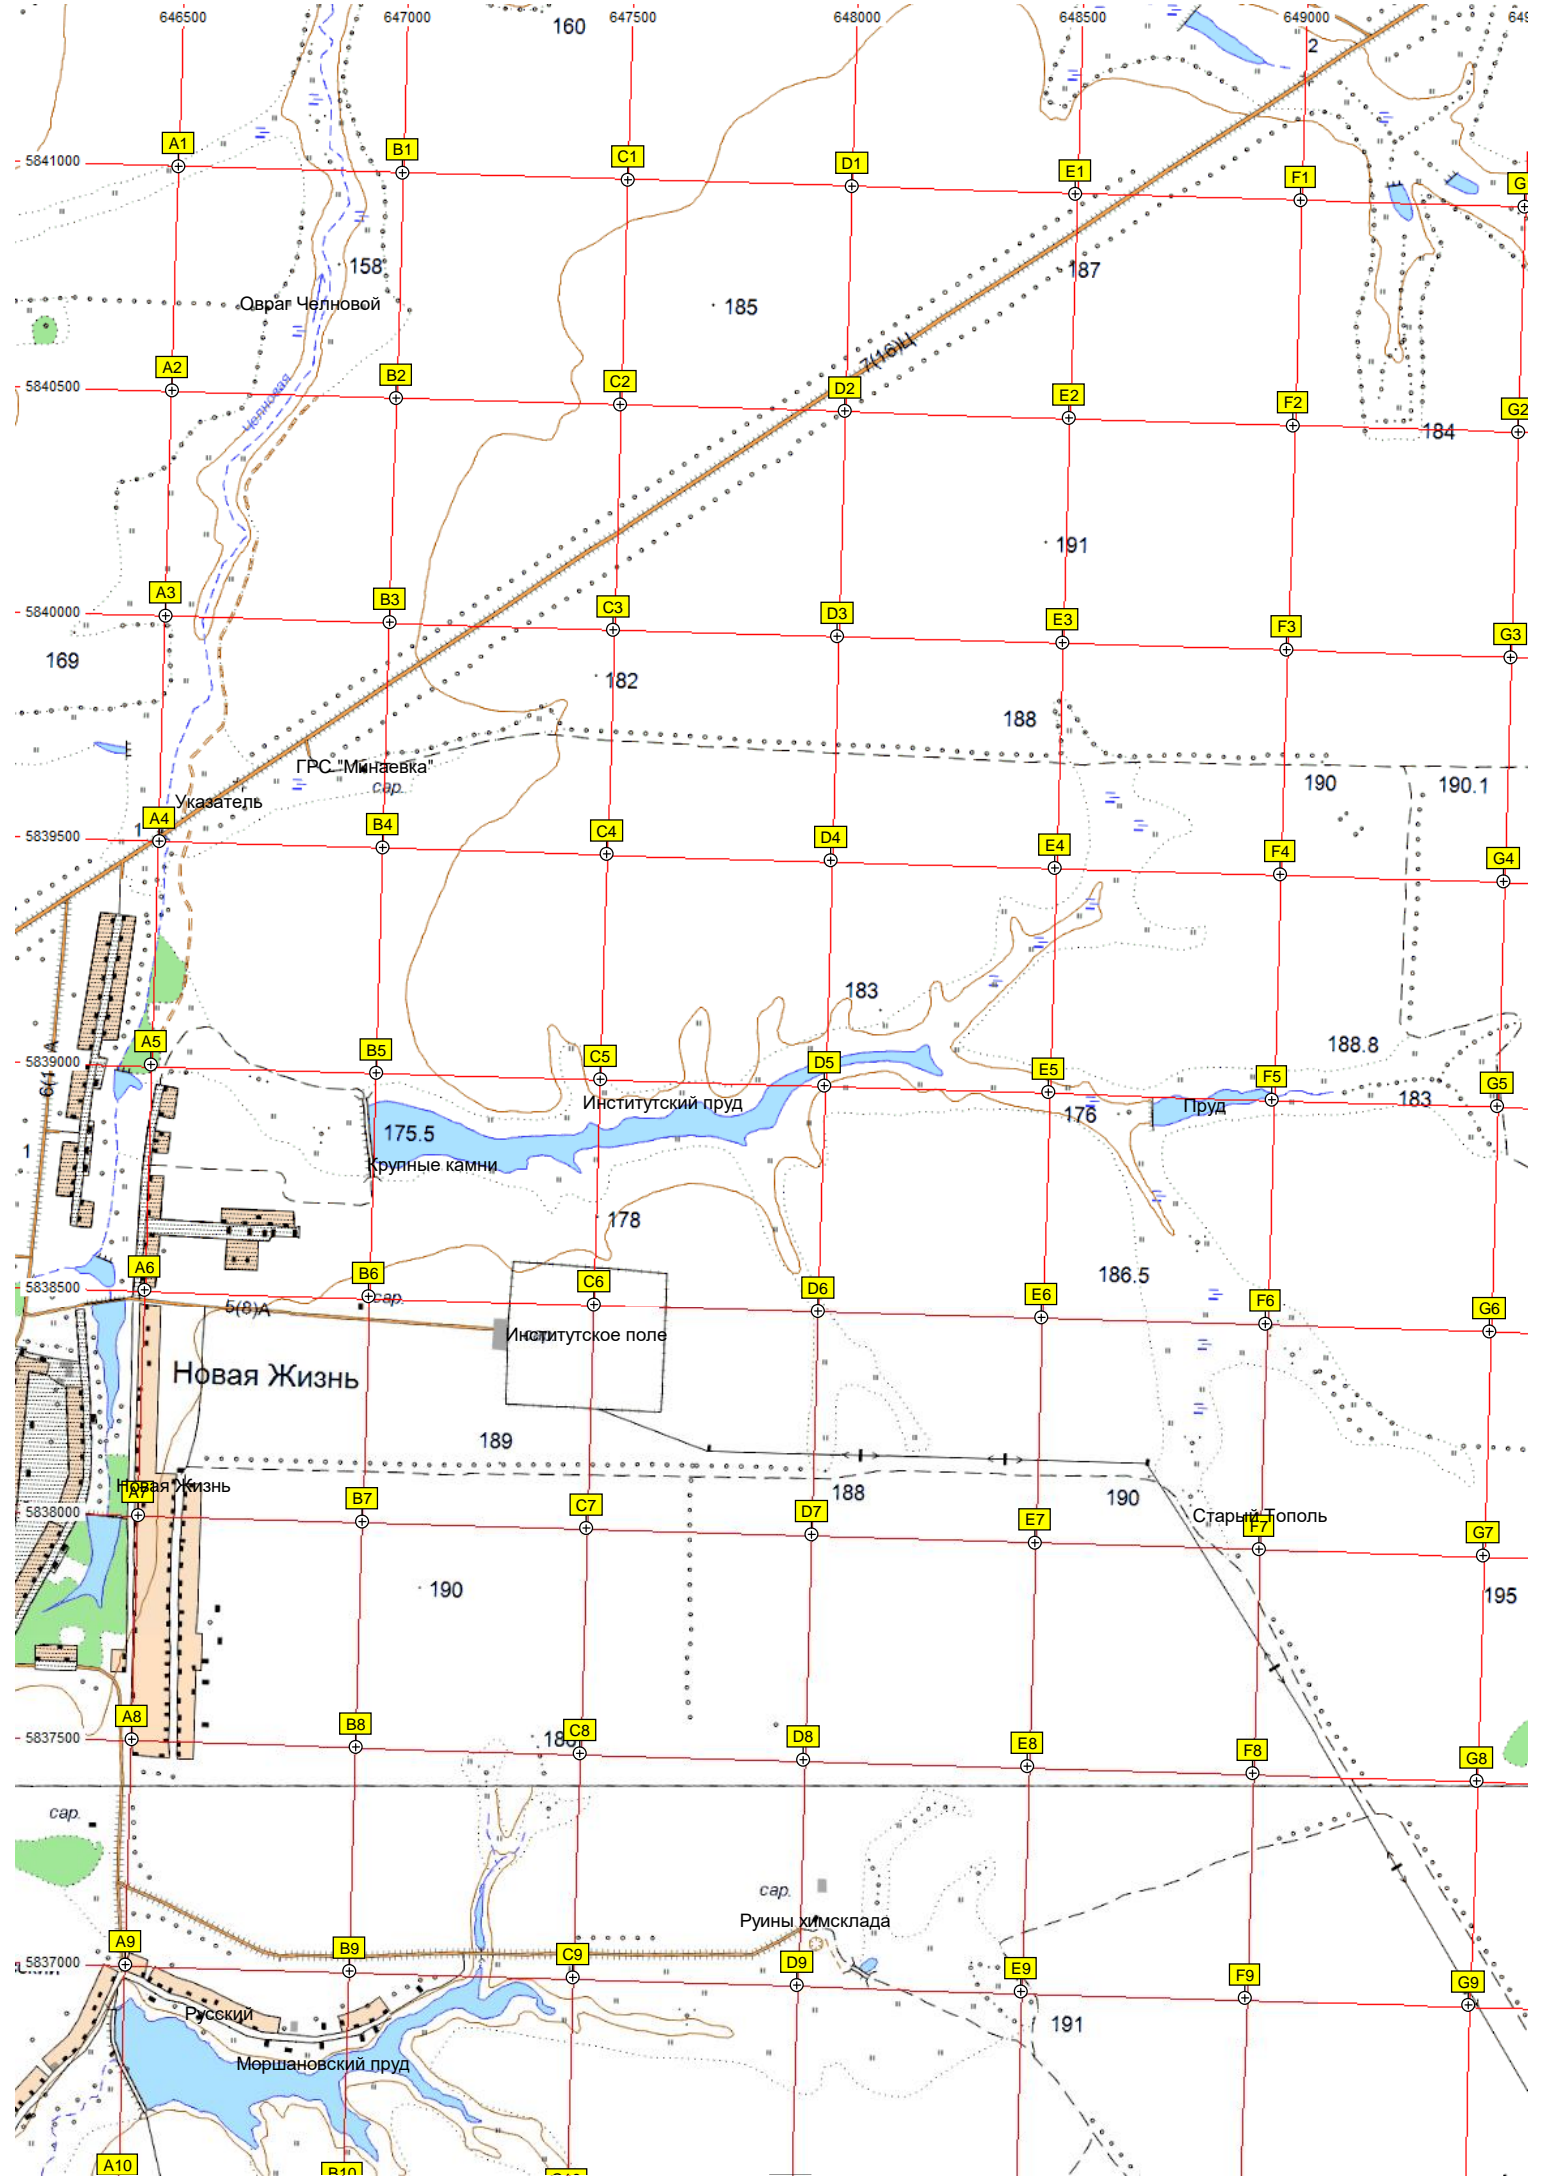 646500 647000 647500 648000 648500 649000 649
160
2
A1 B1 C1 D1 E1 F1 G
5841000
158
187
185
Овраг Челновой
7(16)Ц
A2 B2 C2 D2 E2 F2 G2
5840500
Челновая
184
191
A3 B3 C3 D3 E3 F3 G3
5840000
169
182
188
ГРС "Минаевка"
сар.
190
190.1
Указатель
1
A4 B4 C4 D4 E4 F4 G4
5839500
183
A5 B5 C5 D5 E5 F5 G5
188.8
5839000
6(1 A
Институтский пруд
Пруд
183
176
175.5
1
Крупные камни
178
186.5
A6 B6 C6 D6 E6 F6 G6
5838500
сар.
5(8)А
Институтское поле
Новая Жизнь
189
Новая Жизнь
188
190
Старый Тополь
A7 B7 C7 D7 E7 F7 G7
5838000
190
195
A8 B8 C8 D8 E8 F8 G8
5837500
сар.
сар.
Руины химсклада
A9 B9 C9 D9 E9 F9 G9
5837000
Русский
191
Моршановский пруд
A10 B10